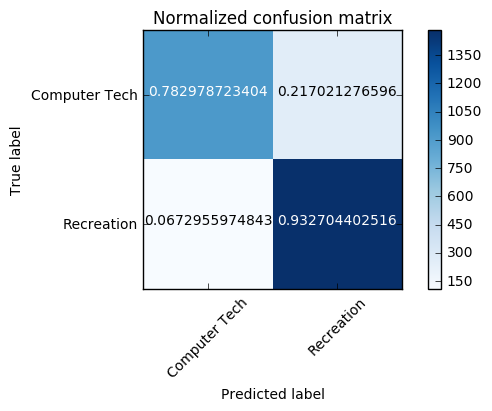 Normalized confusion matrix
Computer Tech
Recreation
True label
0.782978723404
0.217021276596
0.0672955974843
0.932704402516
Computer Tech
Recreation
Predicted label
1350
1200
1050
900
750
600
450
300
150